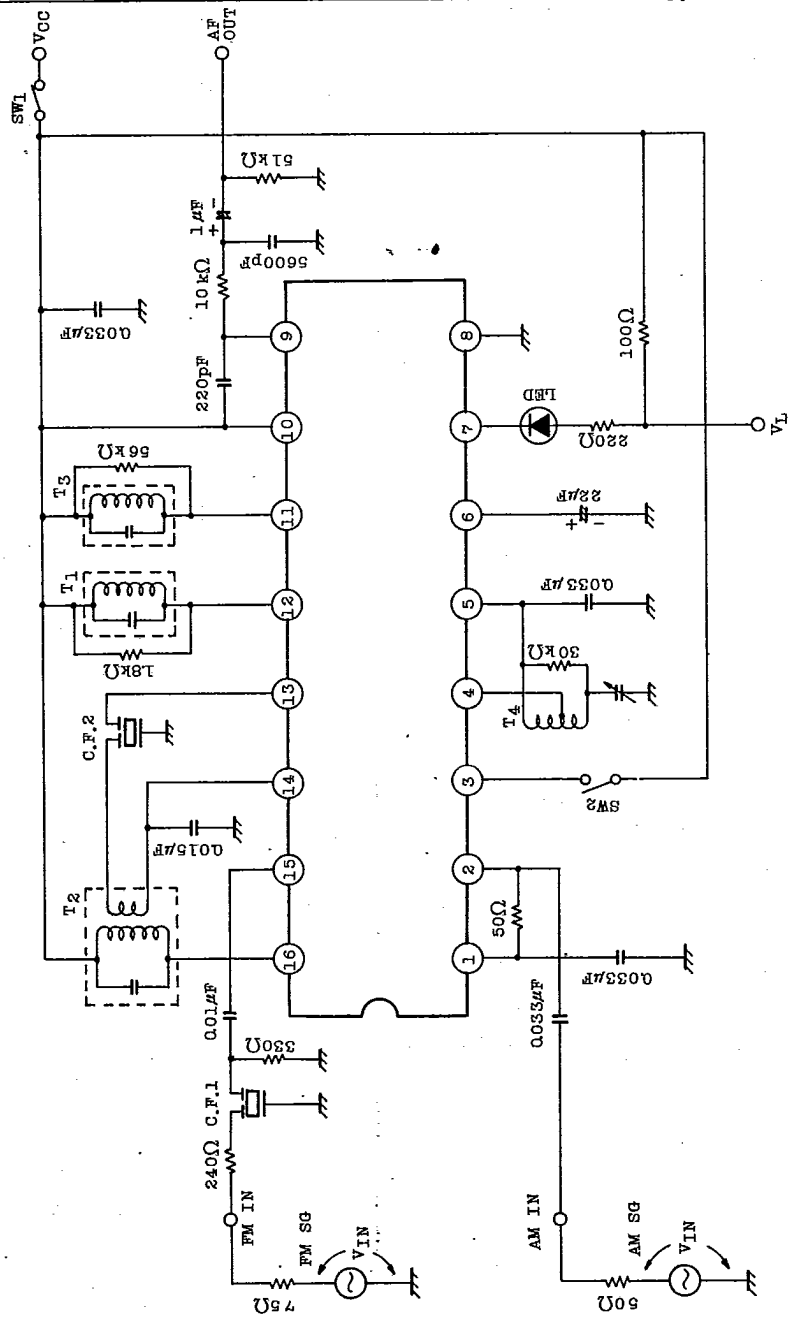 SW1
VCC
AF
OUT
51kΩ
1μF
+ −
5600pF
10kΩ
220pF
0.033μF
T3
56kΩ
T1
1.8kΩ
C.F.2
0.015μF
T2
0.01μF
330Ω
C.F.1
240Ω
FM IN
FM SG
VIN
75Ω
16
15
14
13
12
11
10
9
1
2
3
4
5
6
7
8
50Ω
0.033μF
0.033μF
AM IN
AM SG
VIN
50Ω
SW2
T4
30kΩ
0.033μF
+ −
22μF
LED
220Ω
100Ω
VL